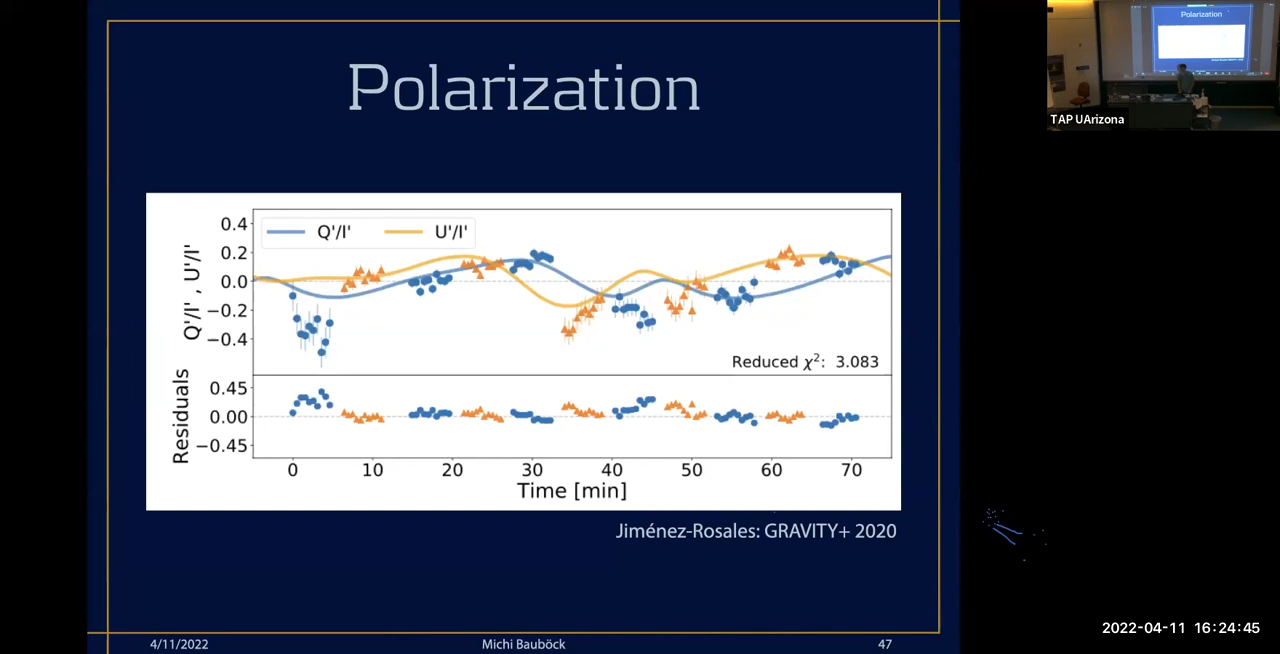 Polarization
Polarization
TAP UArizona
Q'/I' U'/I'
Q'/I' , U'/I'
0.4
0.2
0.0
−0.2
−0.4
Reduced χ²: 3.083
Residuals
0.45
0.00
−0.45
0 10 20 30 40 50 60 70
Time [min]
Jiménez-Rosales: GRAVITY+ 2020
4/11/2022 Michi Bauböck 47
2022-04-11 16:24:45